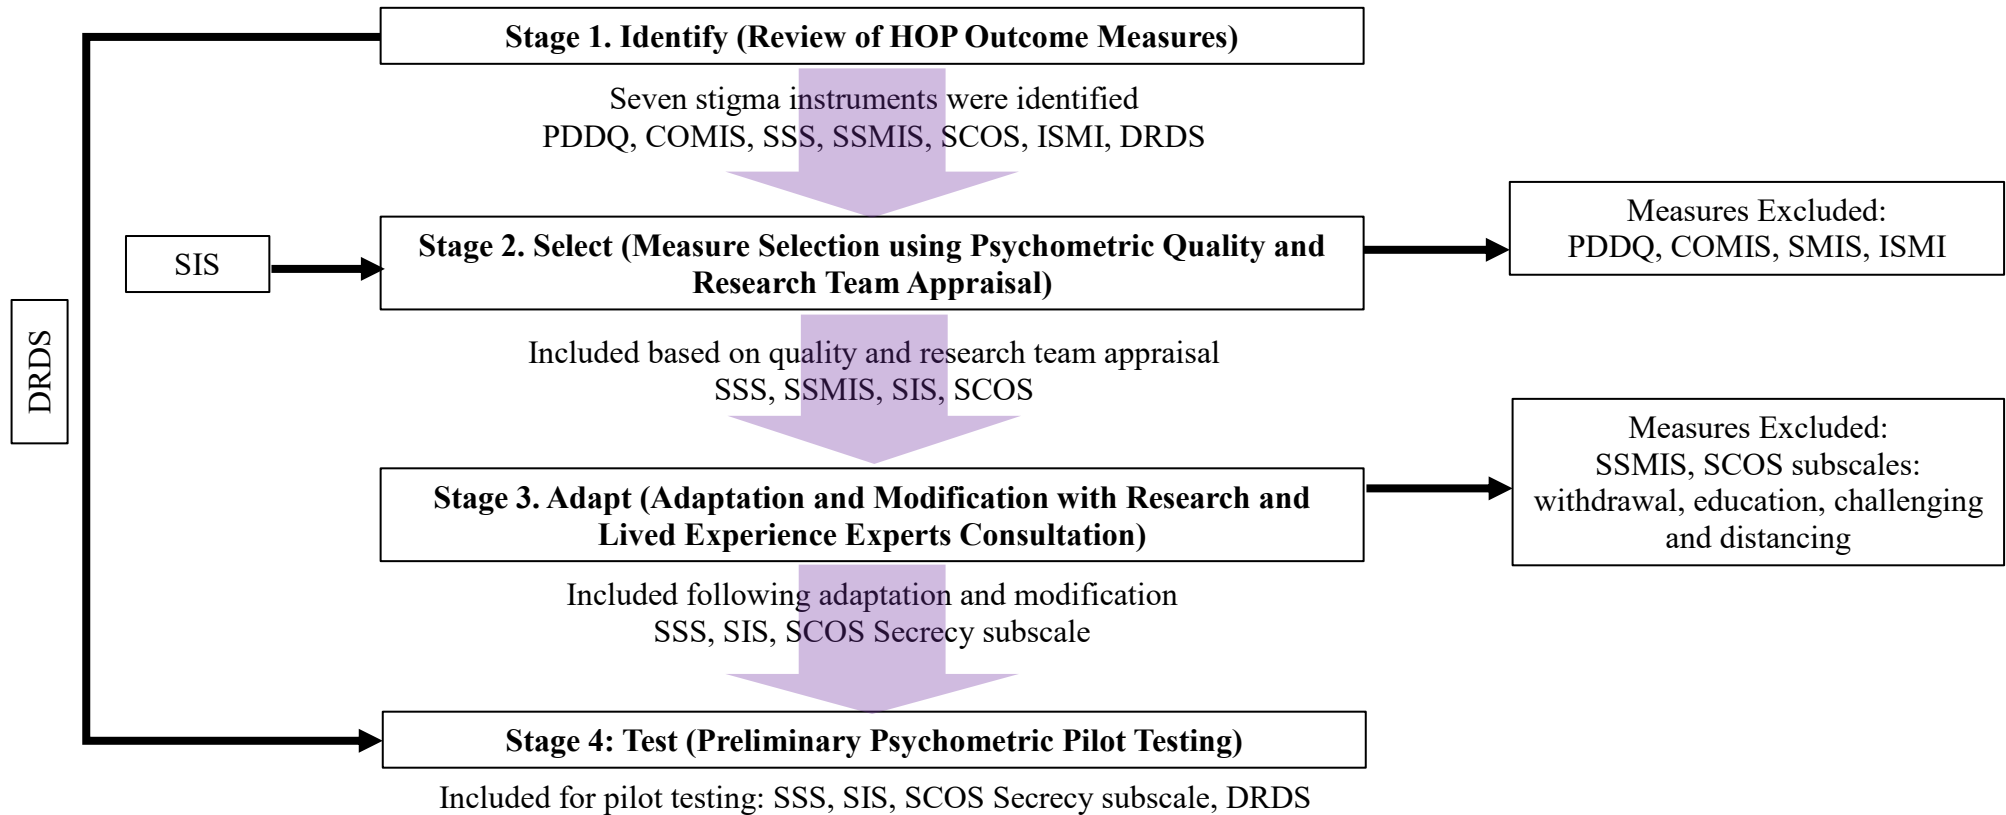 Stage 1. Identify (Review of HOP Outcome Measures)
Seven stigma instruments were identified
PDDQ, COMIS, SSS, SSMIS, SCOS, ISMI, DRDS
Measures Excluded:
PDDQ, COMIS, SMIS, ISMI
SIS
Stage 2. Select (Measure Selection using Psychometric Quality and
Research Team Appraisal)
DRDS
Included based on quality and research team appraisal
SSS, SSMIS, SIS, SCOS
Measures Excluded:
SSMIS, SCOS subscales:
withdrawal, education, challenging
and distancing
Stage 3. Adapt (Adaptation and Modification with Research and
Lived Experience Experts Consultation)
Included following adaptation and modification
SSS, SIS, SCOS Secrecy subscale
Stage 4: Test (Preliminary Psychometric Pilot Testing)
Included for pilot testing: SSS, SIS, SCOS Secrecy subscale, DRDS